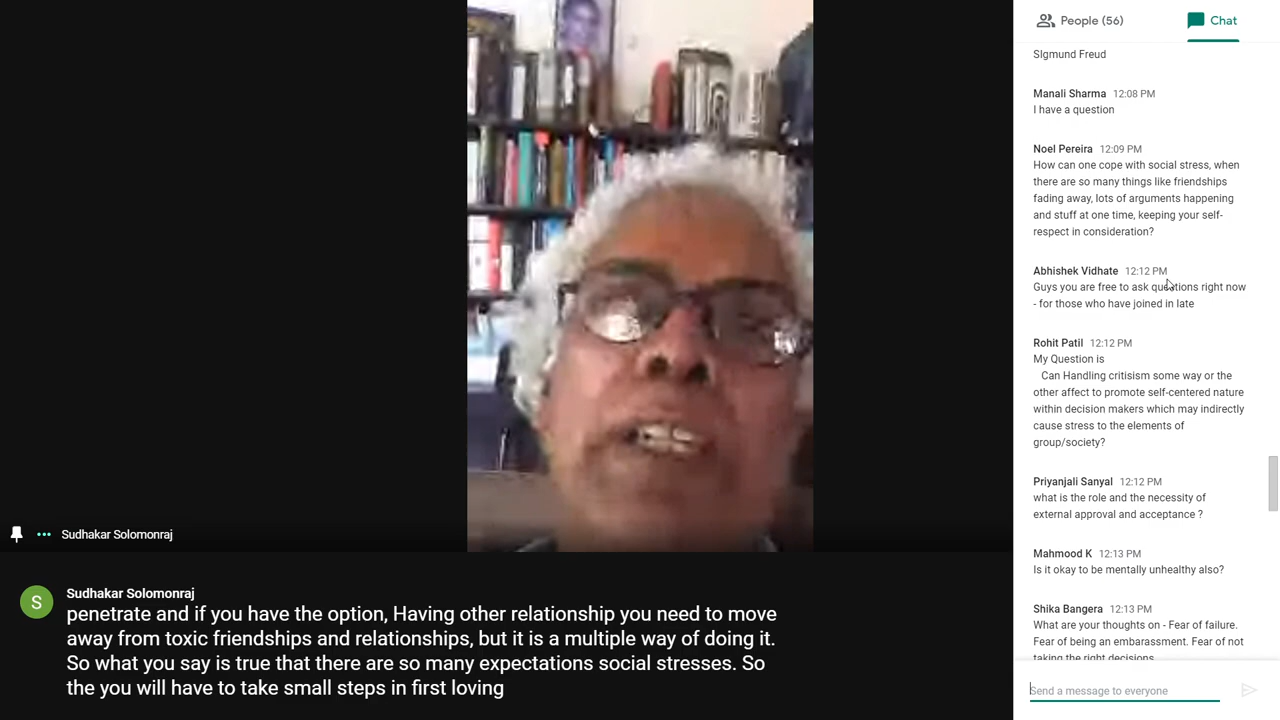 People (56)
Chat
SIgmund Freud
Manali Sharma 12:08 PM
I have a question
Noel Pereira 12:09 PM
How can one cope with social stress, when
there are so many things like friendships
fading away, lots of arguments happening
and stuff at one time, keeping your self-
respect in consideration?
Abhishek Vidhate 12:12 PM
Guys you are free to ask questions right now
- for those who have joined in late
Rohit Patil 12:12 PM
My Question is
Can Handling critisism some way or the
other affect to promote self-centered nature
within decision makers which may indirectly
cause stress to the elements of
group/society?
Priyanjali Sanyal 12:12 PM
what is the role and the necessity of
external approval and acceptance ?
Mahmood K 12:13 PM
Is it okay to be mentally unhealthy also?
Shika Bangera 12:13 PM
What are your thoughts on - Fear of failure.
Fear of being an embarassment. Fear of not
taking the right decisions
Send a message to everyone
Sudhakar Solomonraj
S
Sudhakar Solomonraj
penetrate and if you have the option, Having other relationship you need to move
away from toxic friendships and relationships, but it is a multiple way of doing it.
So what you say is true that there are so many expectations social stresses. So
the you will have to take small steps in first loving